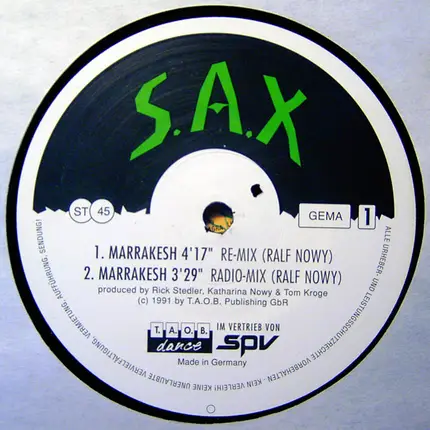 S.A.X
ST 45
GEMA 1
1. MARRAKESH 4'17" RE-MIX (RALF NOWY)
2. MARRAKESH 3'29" RADIO-MIX (RALF NOWY)
produced by Rick Stedler, Katharina Nowy & Tom Kroge
(c) 1991 by T.A.O.B. Publishing GbR
T.A.O.B. dance IM VERTRIEB VON spv
Made in Germany
ALLE URHEBER- UND LEISTUNGSSCHUTZRECHTE VORBEHALTEN · KEIN VERLEIH! KEINE UNERLAUBTE VERVIELFÄLTIGUNG, VERMIETUNG, AUFFÜHRUNG, SENDUNG!